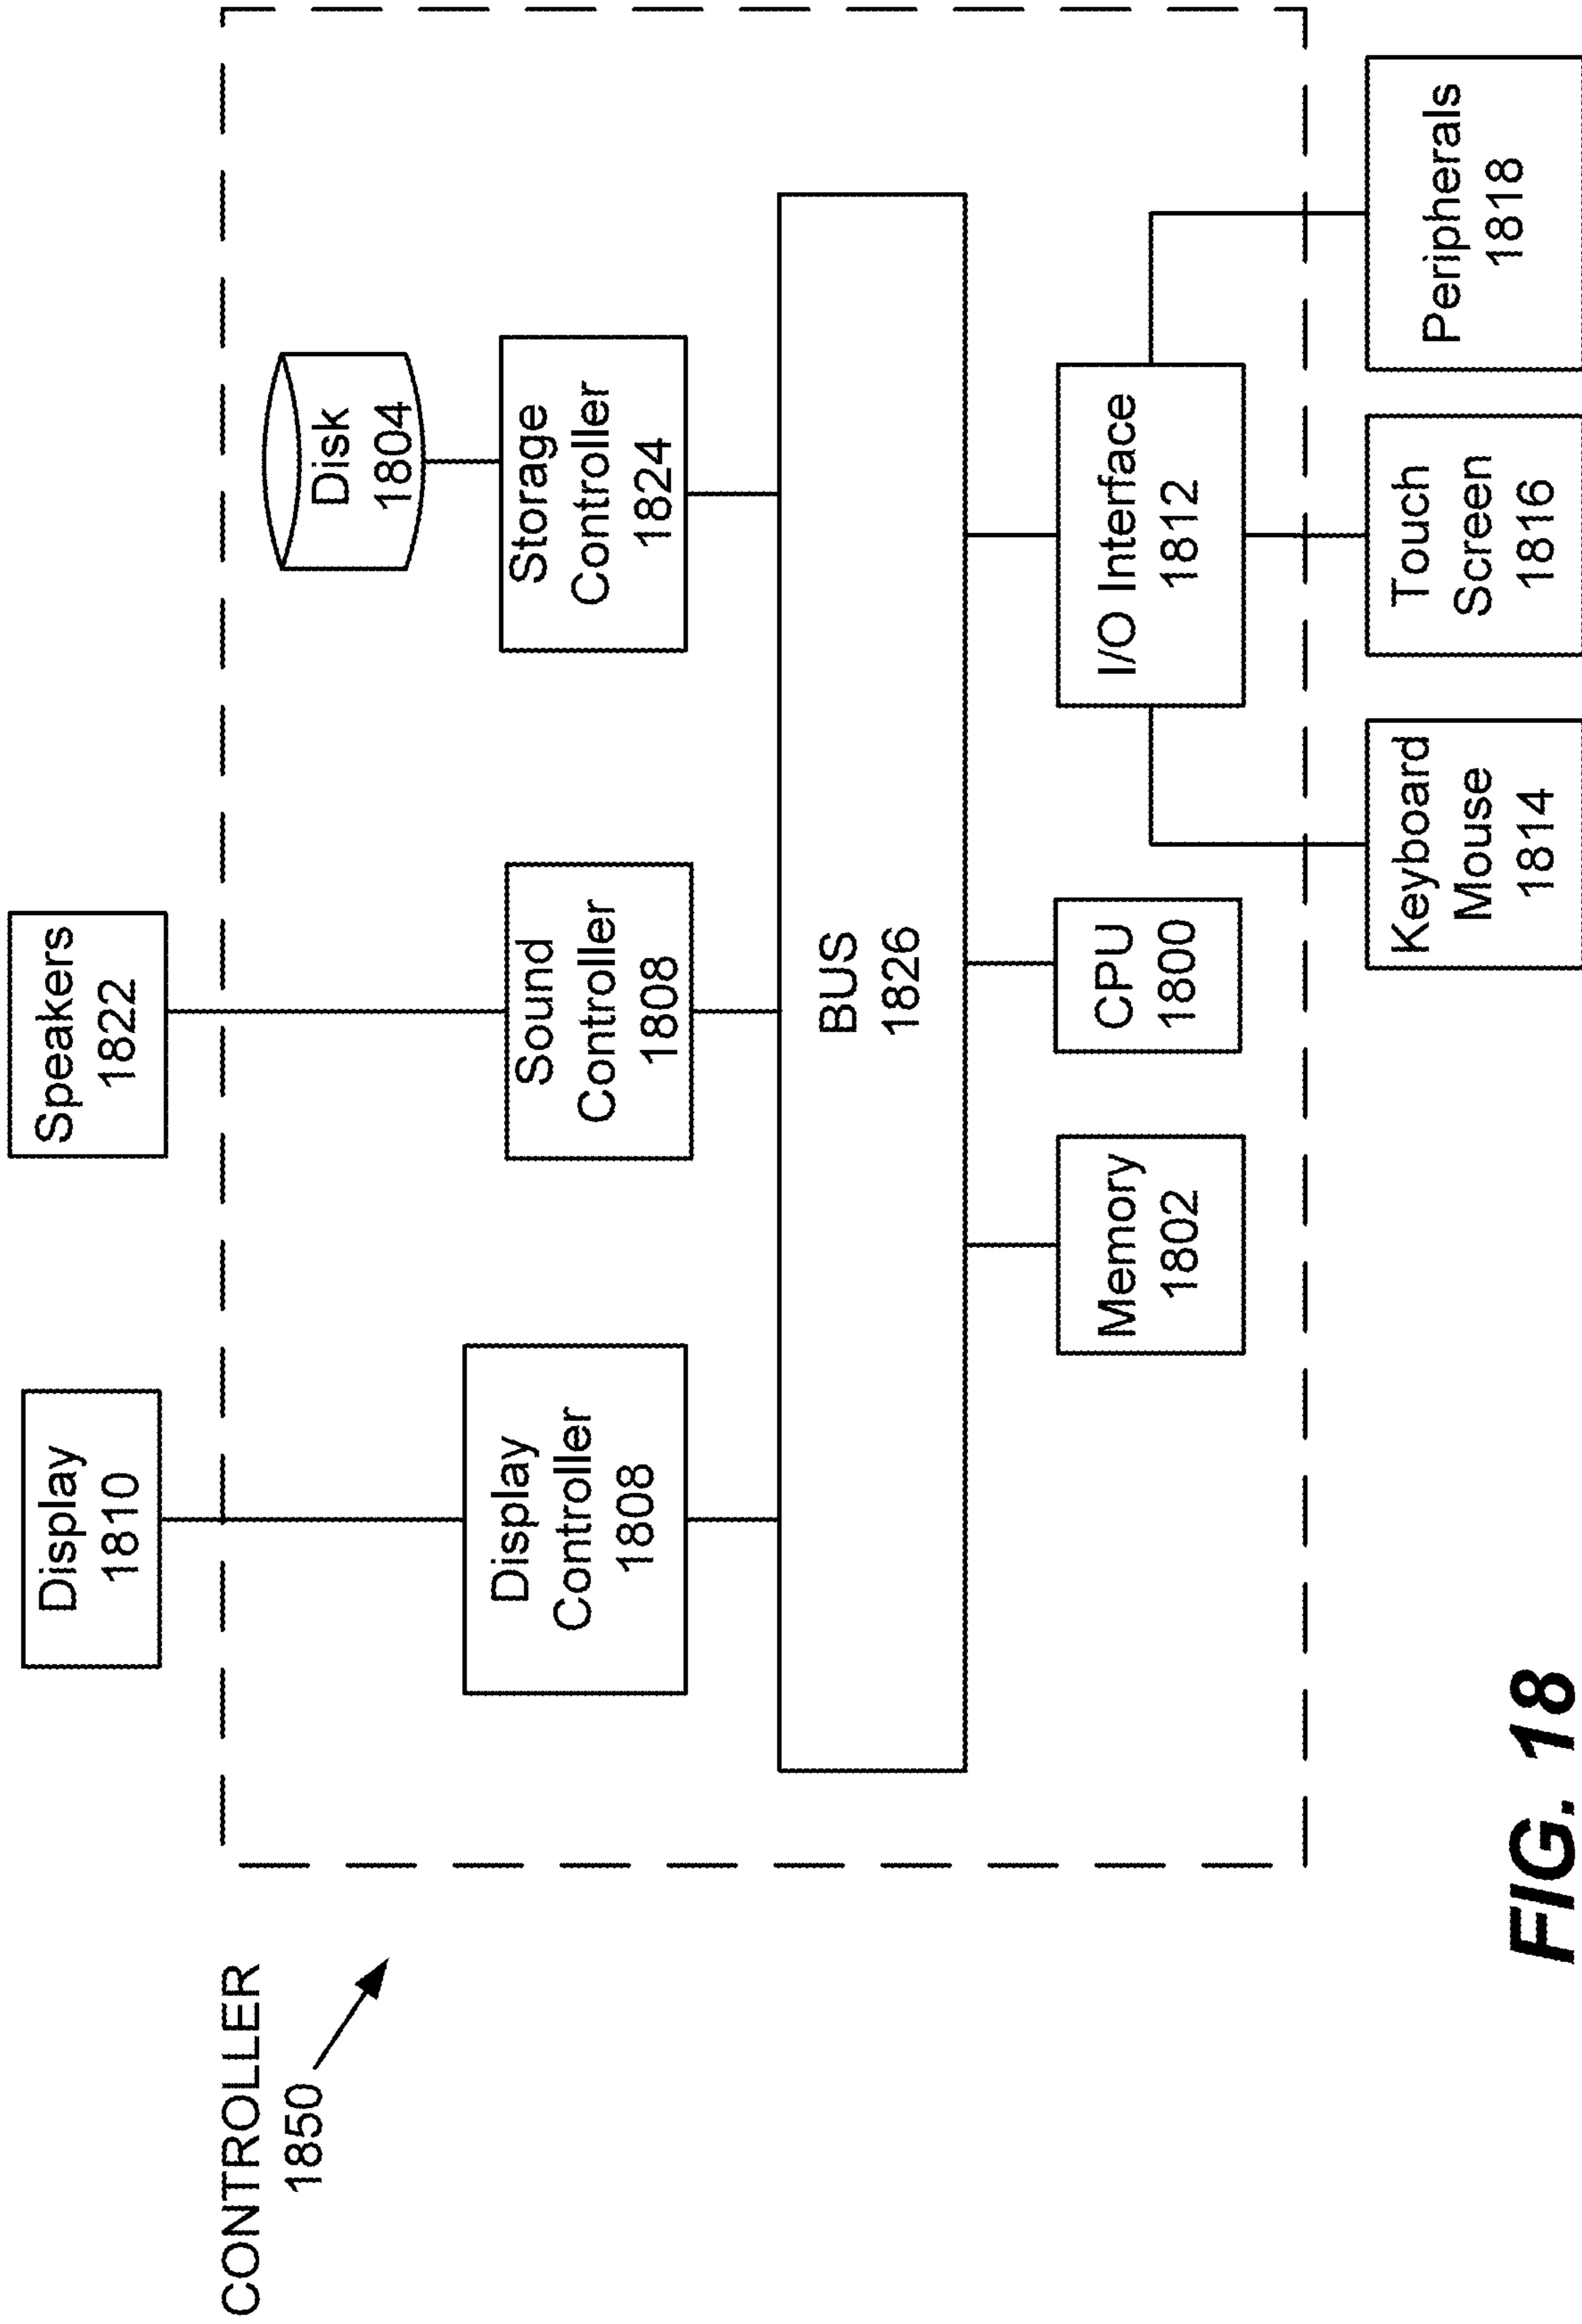 CONTROLLER
1850
Display
1810
Speakers
1822
Disk
1804
Display
Controller
1808
Sound
Controller
1808
Storage
Controller
1824
BUS
1826
Memory
1802
CPU
1800
I/O Interface
1812
Keyboard
Mouse
1814
Touch
Screen
1816
Peripherals
1818
FIG. 18